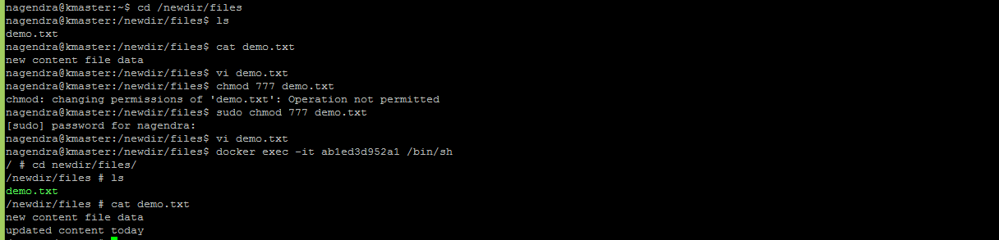 nagendra@kmaster:~$ cd /newdir/files
nagendra@kmaster:/newdir/files$ ls
demo.txt
nagendra@kmaster:/newdir/files$ cat demo.txt
new content file data
nagendra@kmaster:/newdir/files$ vi demo.txt
nagendra@kmaster:/newdir/files$ chmod 777 demo.txt
chmod: changing permissions of 'demo.txt': Operation not permitted
nagendra@kmaster:/newdir/files$ sudo chmod 777 demo.txt
[sudo] password for nagendra:
nagendra@kmaster:/newdir/files$ vi demo.txt
nagendra@kmaster:/newdir/files$ docker exec -it ab1ed3d952a1 /bin/sh
/ # cd newdir/files/
/newdir/files # ls
demo.txt
/newdir/files # cat demo.txt
new content file data
updated content today